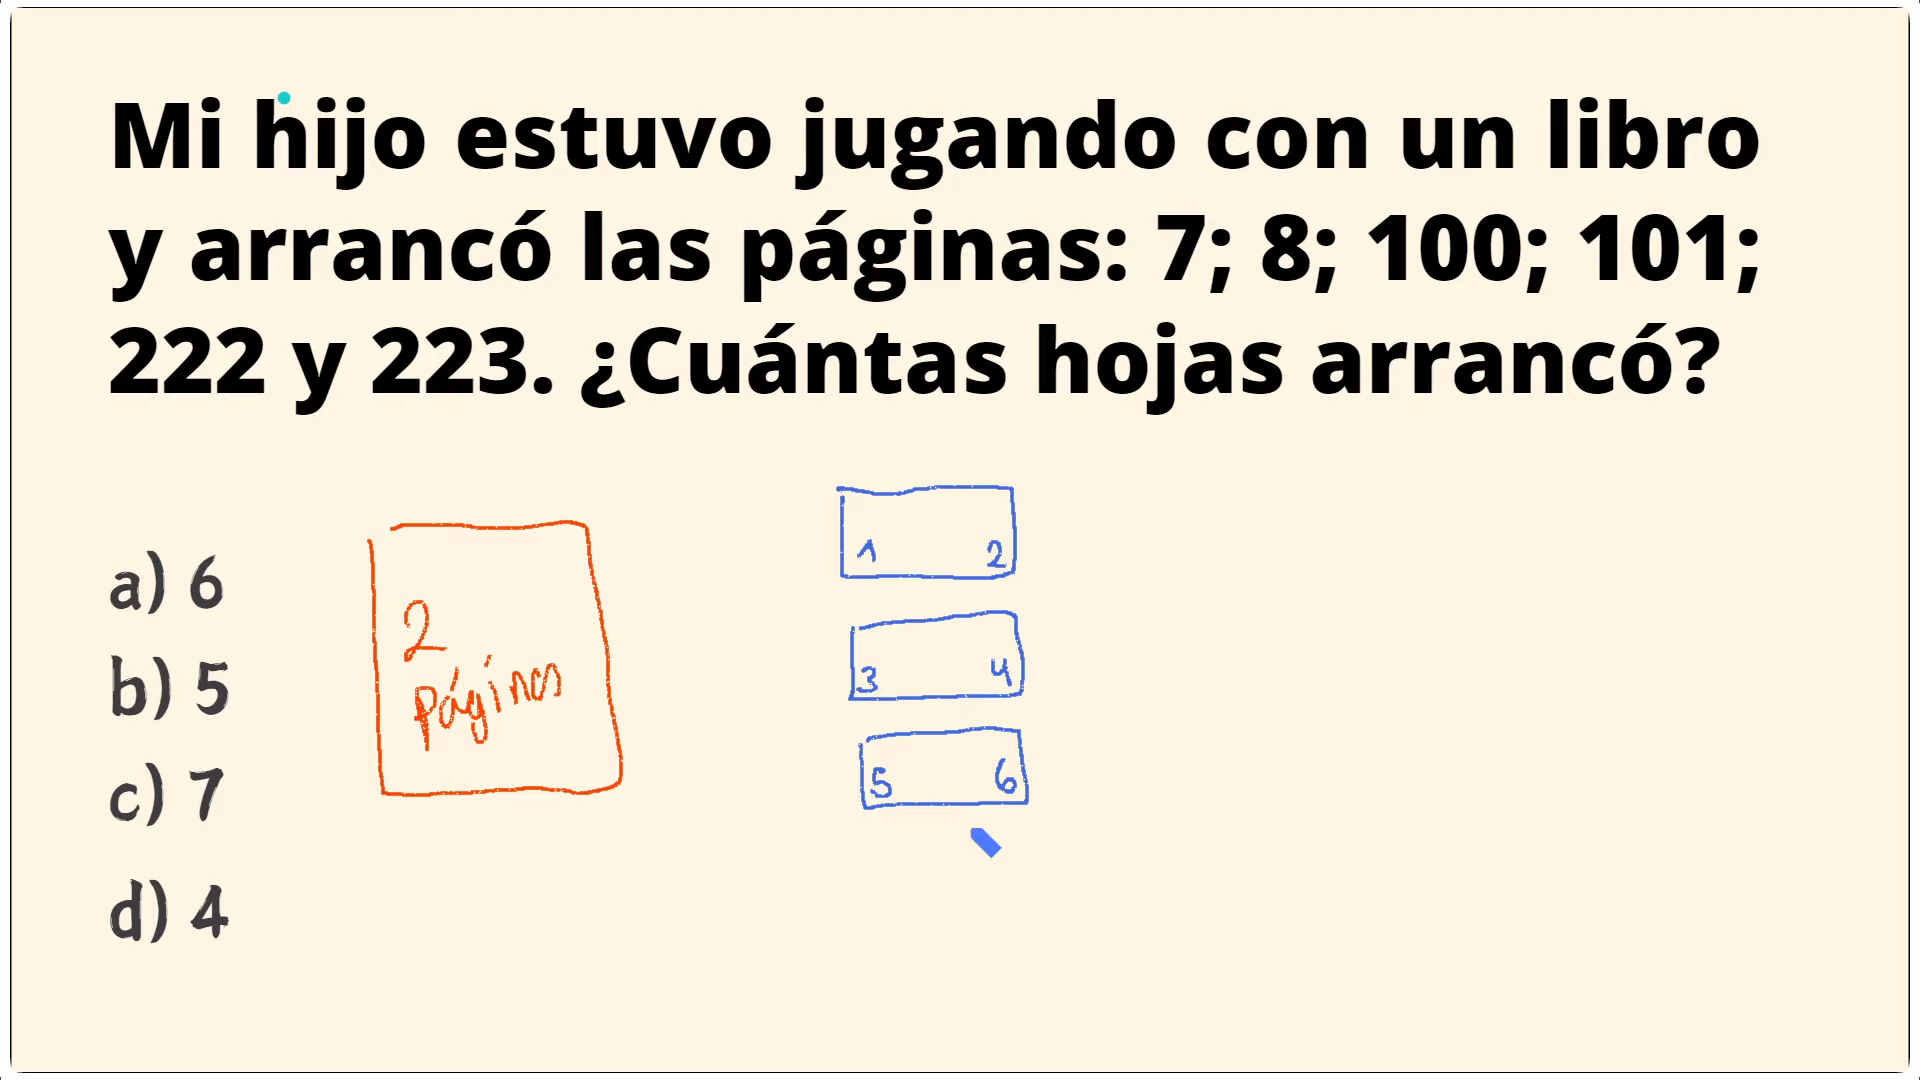 Mi hijo estuvo jugando con un libro
y arrancó las páginas: 7; 8; 100; 101;
222 y 223. ¿Cuántas hojas arrancó?
a) 6
b) 5
c) 7
d) 4
2
páginas
1 2
3 4
5 6